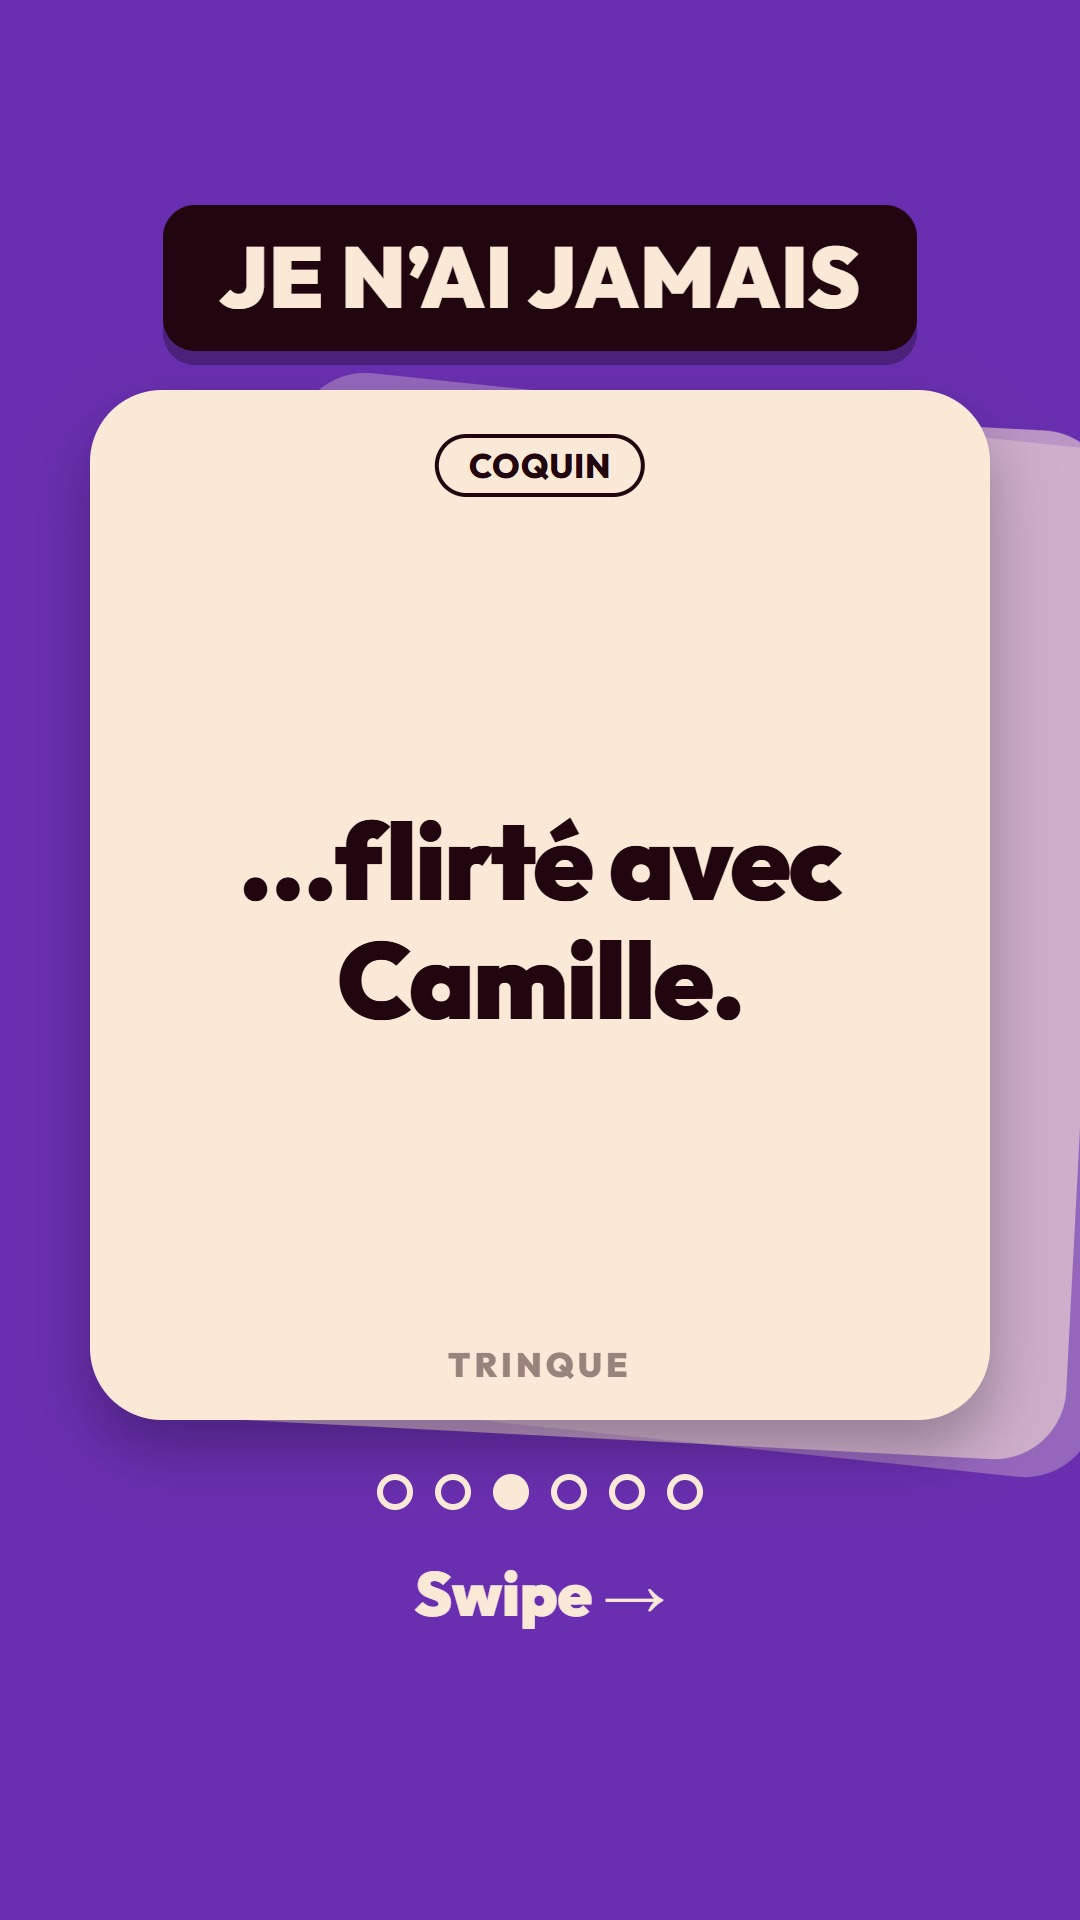 JE N’AI JAMAIS
COQUIN
...flirté avec
Camille.
TRINQUE
Swipe →